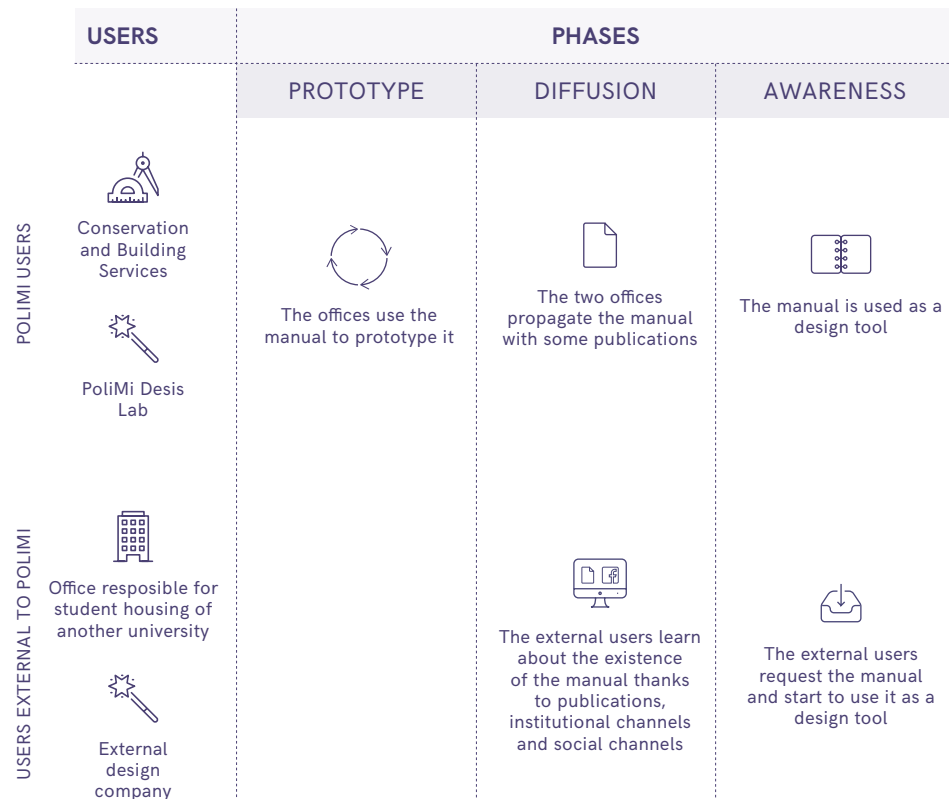 USERS
PHASES
PROTOTYPE
DIFFUSION
AWARENESS
POLIMI USERS
Conservation
and Building
Services
PoliMi Desis
Lab
The offices use the
manual to prototype it
The two offices
propagate the manual
with some publications
The manual is used as a
design tool
USERS EXTERNAL TO POLIMI
Office resposible for
student housing of
another university
External
design
company
The external users learn
about the existence
of the manual thanks
to publications,
institutional channels
and social channels
The external users
request the manual
and start to use it as a
design tool